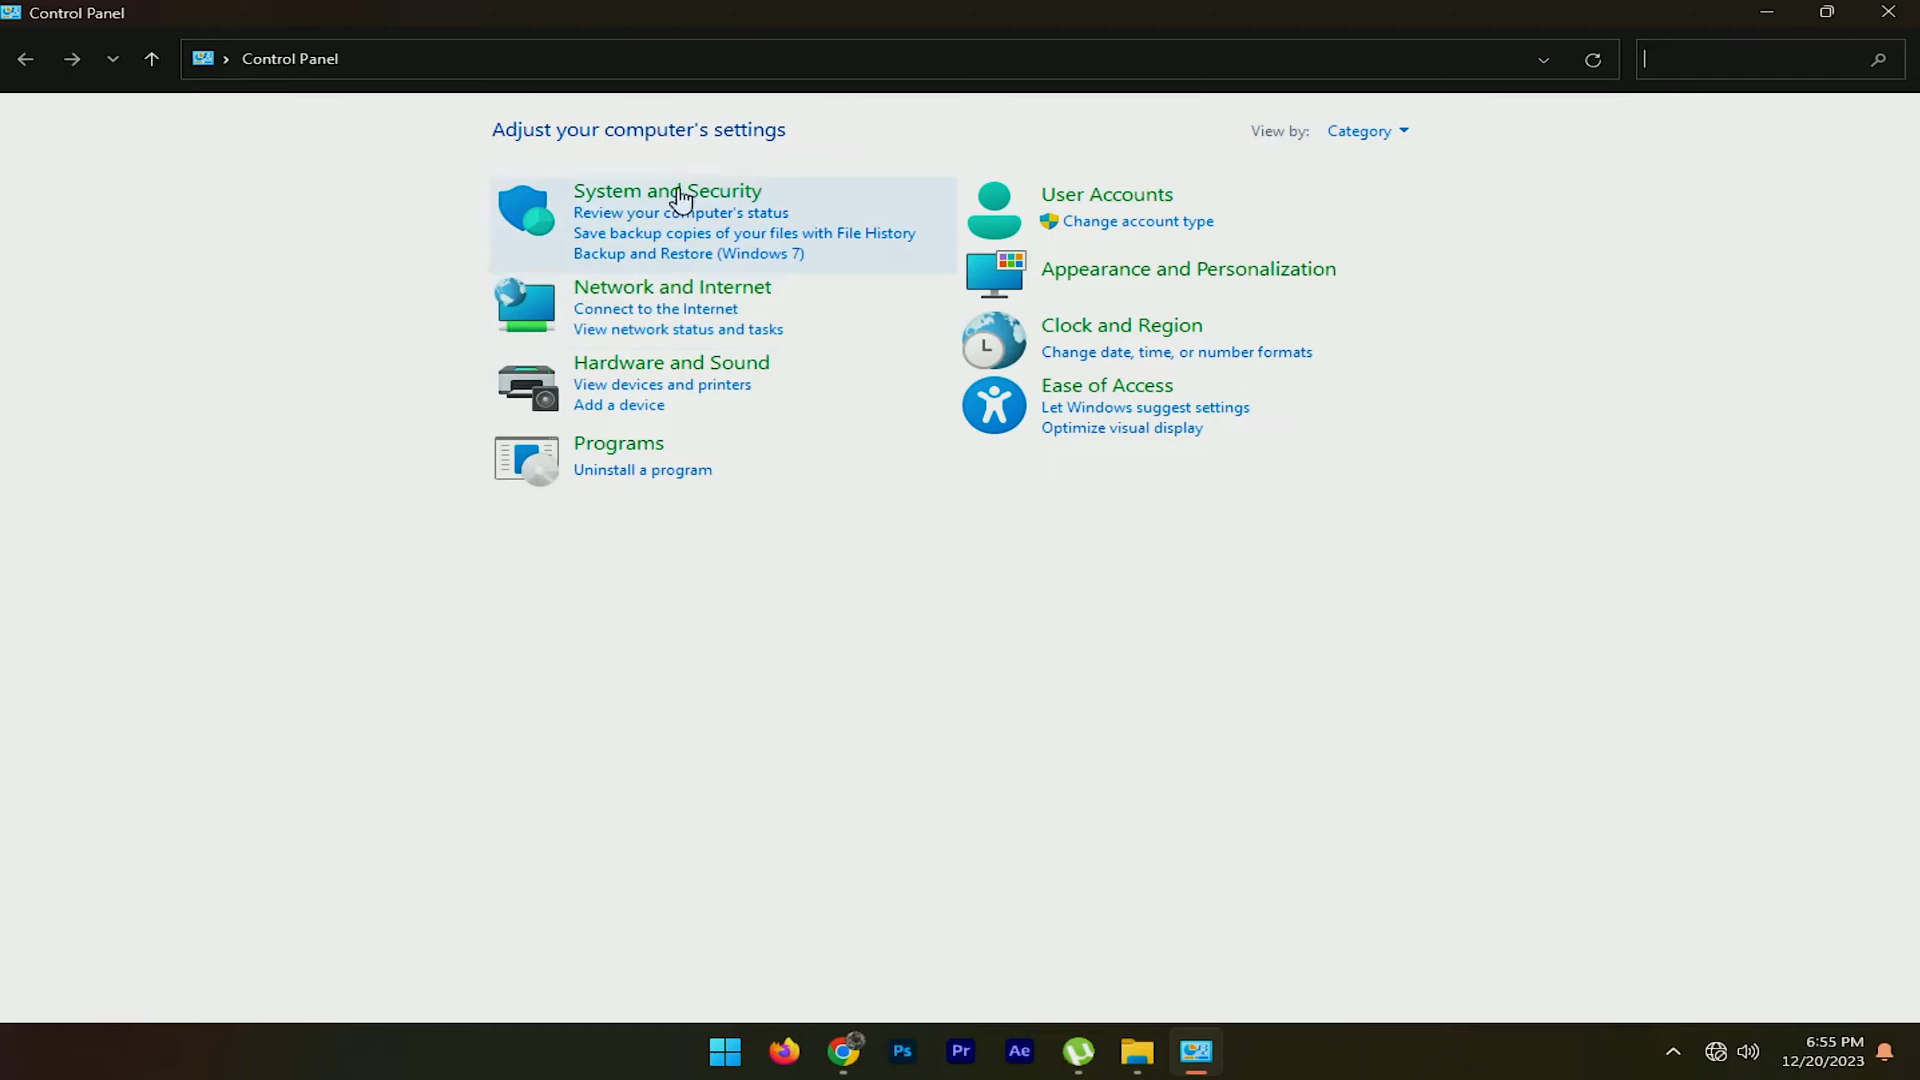 Control Panel
Control Panel
Adjust your computer's settings
View by: Category
System and Security
Review your computer's status
Save backup copies of your files with File History
Backup and Restore (Windows 7)
Network and Internet
Connect to the Internet
View network status and tasks
Hardware and Sound
View devices and printers
Add a device
Programs
Uninstall a program
User Accounts
Change account type
Appearance and Personalization
Clock and Region
Change date, time, or number formats
Ease of Access
Let Windows suggest settings
Optimize visual display
Ps
Pr
Ae
6:55 PM
12/20/2023